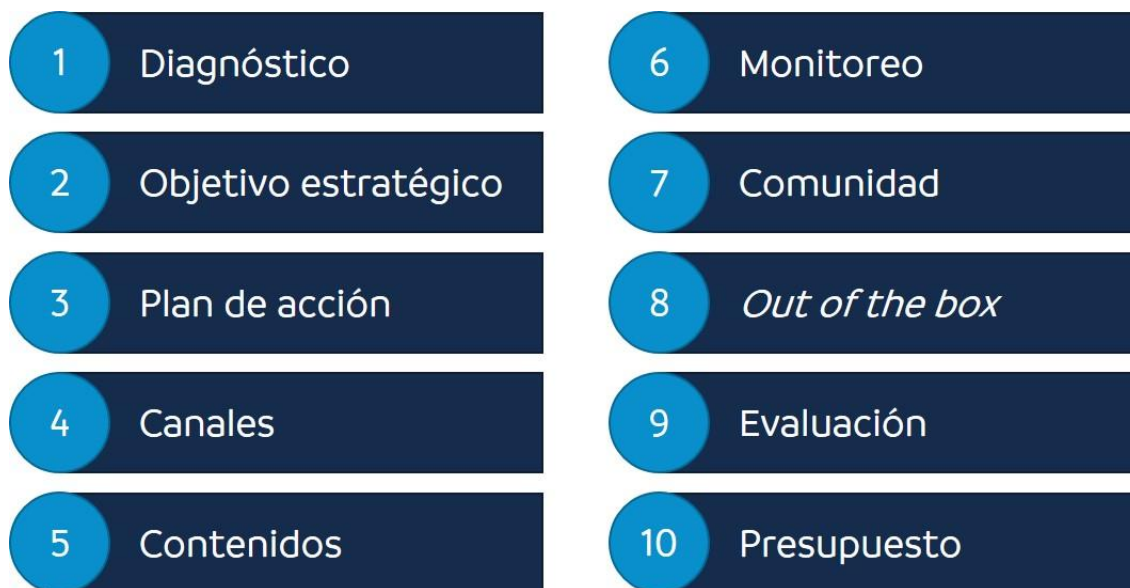 1 Diagnóstico
2 Objetivo estratégico
3 Plan de acción
4 Canales
5 Contenidos
6 Monitoreo
7 Comunidad
8 Out of the box
9 Evaluación
10 Presupuesto